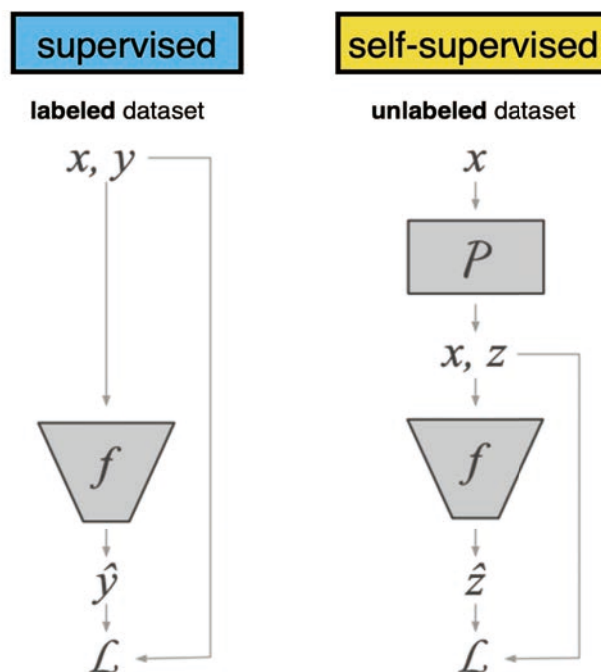 supervised
labeled dataset
x, y
f
ŷ
ℒ
self-supervised
unlabeled dataset
x
𝒫
x, z
f
ẑ
ℒ